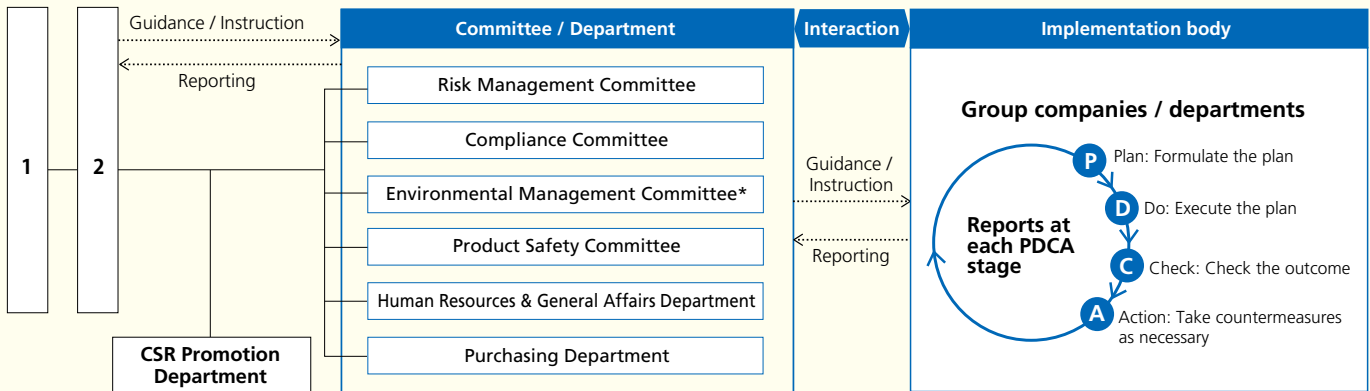 1
2
Guidance / Instruction
Reporting
CSR Promotion
Department
Committee / Department
Risk Management Committee
Compliance Committee
Environmental Management Committee*
Product Safety Committee
Human Resources & General Affairs Department
Purchasing Department
Interaction
Guidance /
Instruction
Reporting
Implementation body
Group companies / departments
Reports at
each PDCA
stage
P
Plan: Formulate the plan
D
Do: Execute the plan
C
Check: Check the outcome
A
Action: Take countermeasures
as necessary